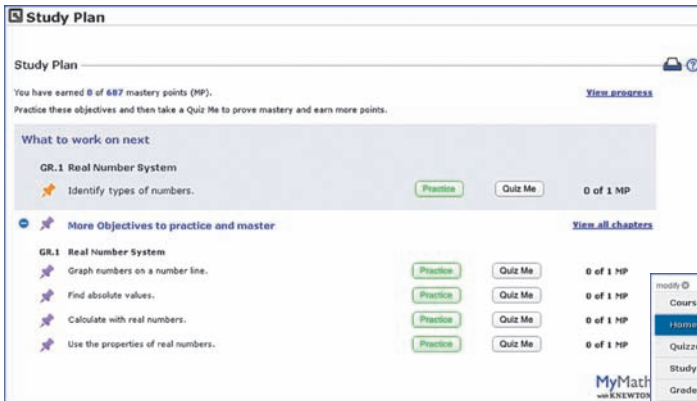 Study Plan
Study Plan
You have earned 0 of 687 mastery points (MP).
View progress
Practice these objectives and then take a Quiz Me to prove mastery and earn more points.
What to work on next
GR.1 Real Number System
Identify types of numbers. Practice Quiz Me 0 of 1 MP
More Objectives to practice and master View all chapters
GR.1 Real Number System
Graph numbers on a number line. Practice Quiz Me 0 of 1 MP
Find absolute values. Practice Quiz Me 0 of 1 MP
Calculate with real numbers. Practice Quiz Me 0 of 1 MP
Use the properties of real numbers. Practice Quiz Me 0 of 1 MP
modify
Cours
Home
Quizze
Study
Grade
MyMath
with KNEWTON